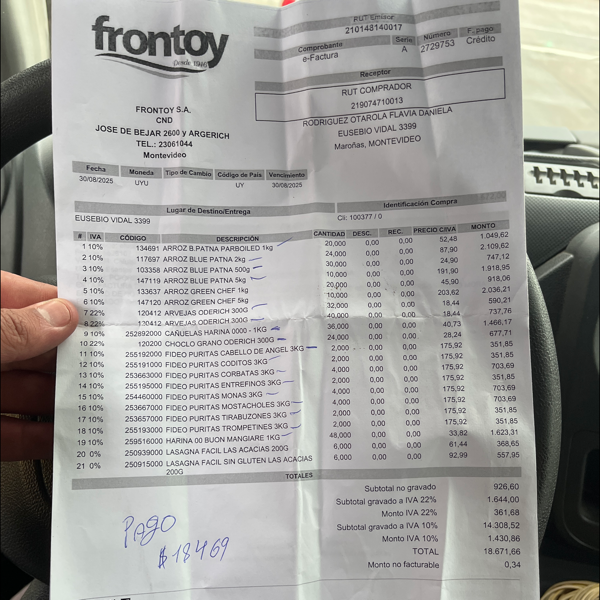 frontoy
Desde 1940
FRONTOY S.A.
CND
JOSE DE BEJAR 2600 y ARGERICH
TEL.: 23061044
Montevideo
RUT Emisor
210148140017
Comprobante Serie Número F. pago
e-Factura A 2729753 Crédito
Receptor
RUT COMPRADOR
219074710013
RODRIGUEZ OTAROLA FLAVIA DANIELA
EUSEBIO VIDAL 3399
Maroñas, MONTEVIDEO
Fecha Moneda Tipo de Cambio Código de País Vencimiento
30/08/2025 UYU UY 30/08/2025
Lugar de Destino/Entrega Identificación Compra
EUSEBIO VIDAL 3399 Cli: 100377 / 0
# IVA CÓDIGO DESCRIPCIÓN CANTIDAD DESC. REC. PRECIO C/IVA MONTO
1 10% 134691 ARROZ B.PATNA PARBOILED 1kg 20,000 0,00 0,00 52,48 1.049,62
2 10% 117697 ARROZ BLUE PATNA 2kg 24,000 0,00 0,00 87,90 2.109,62
3 10% 103358 ARROZ BLUE PATNA 500g 30,000 0,00 0,00 24,90 747,12
4 10% 147119 ARROZ BLUE PATNA 5kg 10,000 0,00 0,00 191,90 1.918,95
5 10% 133637 ARROZ GREEN CHEF 1kg 20,000 0,00 0,00 45,90 918,06
6 10% 147120 ARROZ GREEN CHEF 5kg 10,000 0,00 0,00 203,62 2.036,21
7 22% 120412 ARVEJAS ODERICH 300G 32,000 0,00 0,00 18,44 590,21
8 22% 120412 ARVEJAS ODERICH 300G 40,000 0,00 0,00 18,44 737,76
9 10% 252892000 CAÑUELAS HARINA 0000 - 1KG 36,000 0,00 0,00 40,73 1.466,17
10 22% 120200 CHOCLO GRANO ODERICH 300G 24,000 0,00 0,00 28,24 677,71
11 10% 255192000 FIDEO PURITAS CABELLO DE ANGEL 3KG 2,000 0,00 0,00 175,92 351,85
12 10% 255191000 FIDEO PURITAS CODITOS 3KG 2,000 0,00 0,00 175,92 351,85
13 10% 253663000 FIDEO PURITAS CORBATAS 3KG 4,000 0,00 0,00 175,92 703,69
14 10% 255195000 FIDEO PURITAS ENTREFINOS 3KG 2,000 0,00 0,00 175,92 351,85
15 10% 254460000 FIDEO PURITAS MONAS 3KG 4,000 0,00 0,00 175,92 703,69
16 10% 253667000 FIDEO PURITAS MOSTACHOLES 3KG 4,000 0,00 0,00 175,92 703,69
17 10% 253657000 FIDEO PURITAS TIRABUZONES 3KG 2,000 0,00 0,00 175,92 351,85
18 10% 255193000 FIDEO PURITAS TROMPETINES 3KG 2,000 0,00 0,00 175,92 351,85
19 10% 259516000 HARINA 00 BUON MANGIARE 1KG 48,000 0,00 0,00 33,82 1.623,31
20 0% 250939000 LASAGNA FACIL LAS ACACIAS 200G 6,000 0,00 0,00 61,44 368,65
21 0% 250915000 LASAGNA FACIL SIN GLUTEN LAS ACACIAS 6,000 0,00 0,00 92,99 557,95
200G
TOTALES
Subtotal no gravado 926,60
Subtotal gravado a IVA 22% 1.644,00
Monto IVA 22% 361,68
Subtotal gravado a IVA 10% 14.308,52
Monto IVA 10% 1.430,86
TOTAL 18.671,66
Monto no facturable 0,34
PAGO
$18469